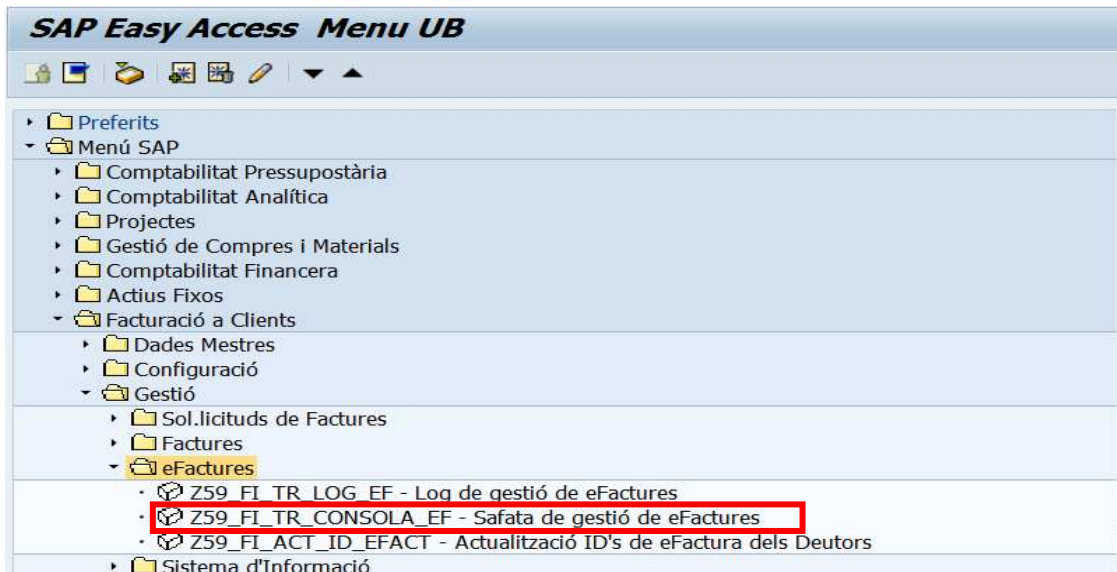 SAP Easy Access Menu UB
Preferits
Menú SAP
Comptabilitat Pressupostària
Comptabilitat Analítica
Projectes
Gestió de Compres i Materials
Comptabilitat Financera
Actius Fixos
Facturació a Clients
Dades Mestres
Configuració
Gestió
Sol.licituds de Factures
Factures
eFactures
Z59_FI_TR_LOG_EF - Log de gestió de eFactures
Z59_FI_TR_CONSOLA_EF - Safata de gestió de eFactures
Z59_FI_ACT_ID_EFACT - Actualització ID's de eFactura dels Deutors
Sistema d'Informació